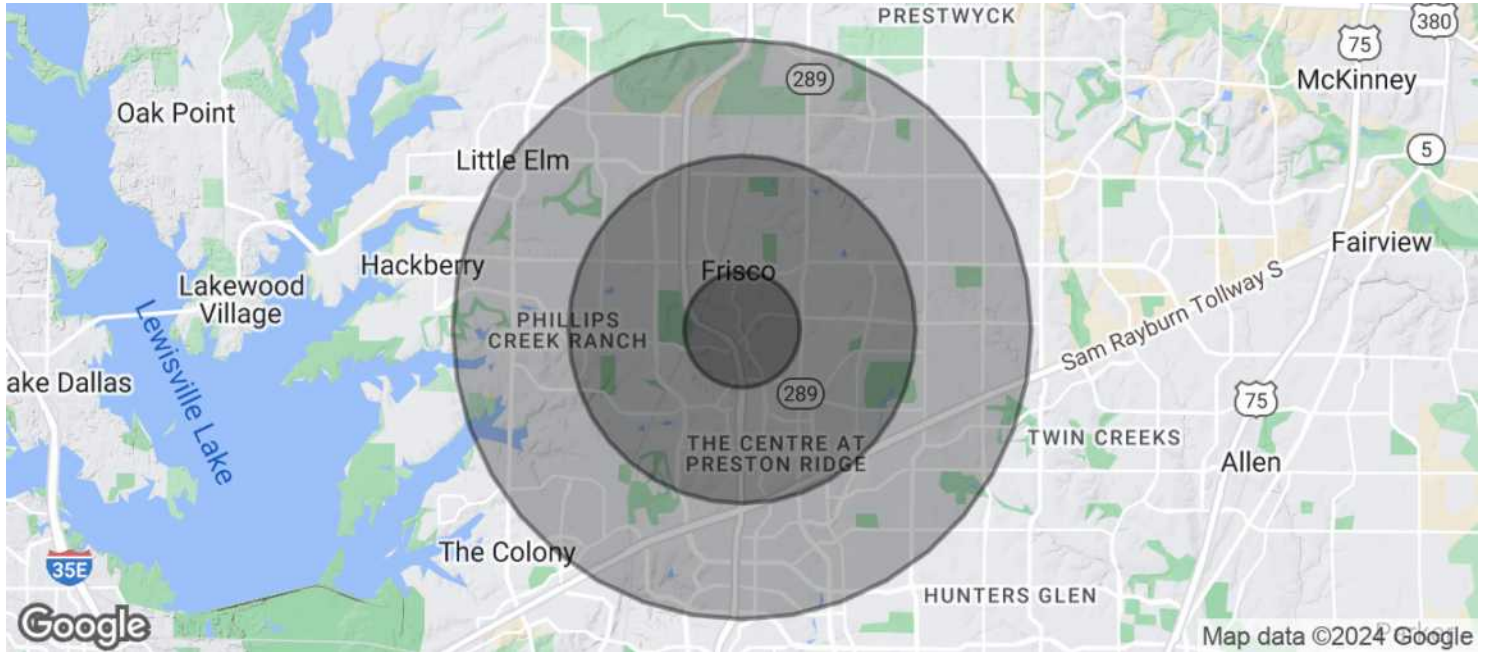 PRESTWYCK
380
75
289
McKinney
Oak Point
5
Little Elm
Fairview
Hackberry
Frisco
Lakewood
Village
Sam Rayburn Tollway S
PHILLIPS
CREEK RANCH
Lewisville Lake
ake Dallas
289
75
THE CENTRE AT
PRESTON RIDGE
TWIN CREEKS
Allen
The Colony
35E
HUNTERS GLEN
Google
Map data ©2024 Google